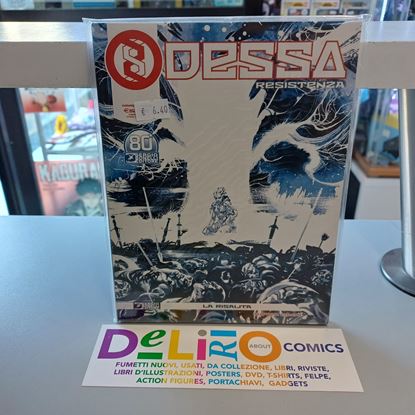 ODESSA
RESISTENZA
€ 6.40
80
KAGURA
LA RISALITA
DeLiRiO
ABOUT
COMICS
FUMETTI NUOVI, USATI, DA COLLEZIONE, LIBRI, RIVISTE,
LIBRI D'ILLUSTRAZIONI, POSTERS, DVD, T-SHIRTS, FELPE,
ACTION FIGURES, PORTACHIAVI, GADGETS